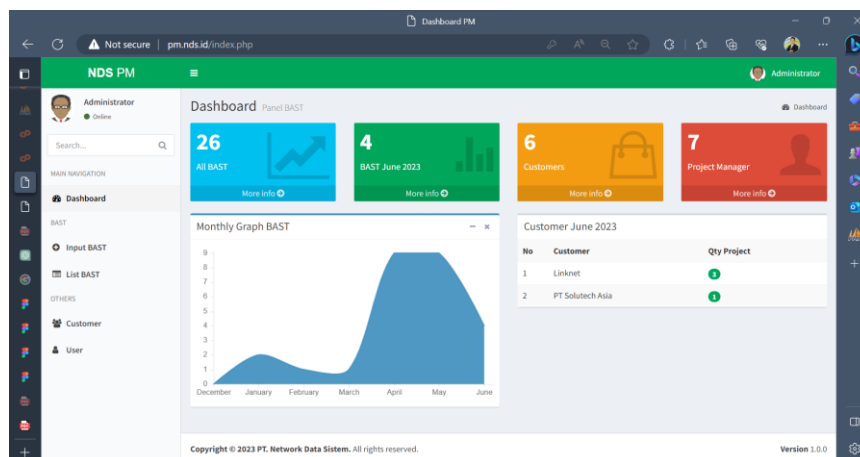 Dashboard PM
Not secure | pm.nds.id/index.php
NDS PM
Administrator
Administrator
Online
Search...
MAIN NAVIGATION
Dashboard
BAST
Input BAST
List BAST
OTHERS
Customer
User
Dashboard Panel BAST
Dashboard
26
All BAST
More info
4
BAST June 2023
More info
6
Customers
More info
7
Project Manager
More info
Monthly Graph BAST
9
8
7
6
5
4
3
2
1
0
December January February March April May June
Customer June 2023
No Customer Qty Project
1 Linknet 3
2 PT Solutech Asia 1
Copyright © 2023 PT. Network Data Sistem. All rights reserved.
Version 1.0.0